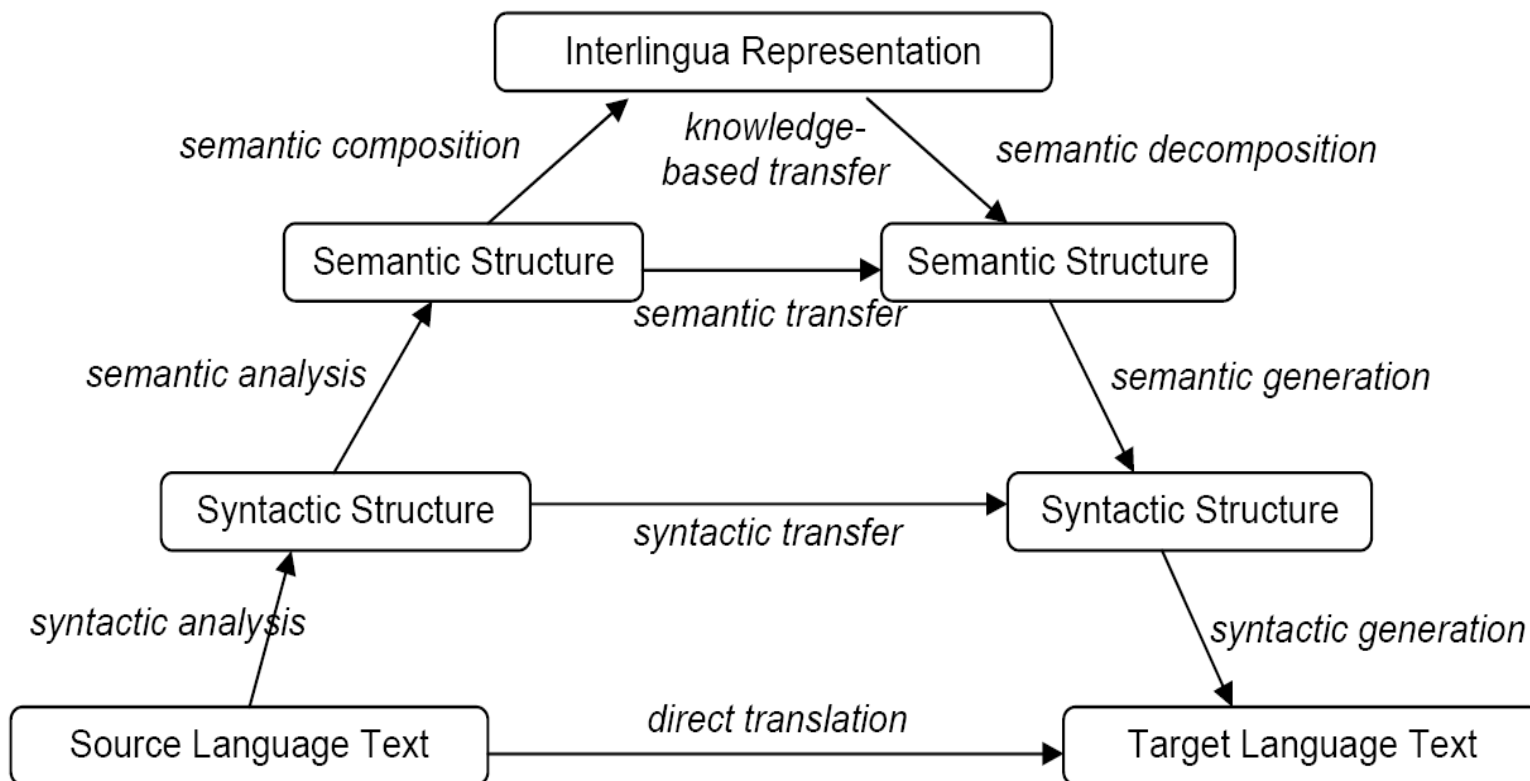 Interlingua Representation
semantic composition
knowledge-
based transfer
semantic decomposition
Semantic Structure
semantic transfer
Semantic Structure
semantic analysis
semantic generation
Syntactic Structure
syntactic transfer
Syntactic Structure
syntactic analysis
syntactic generation
Source Language Text
direct translation
Target Language Text